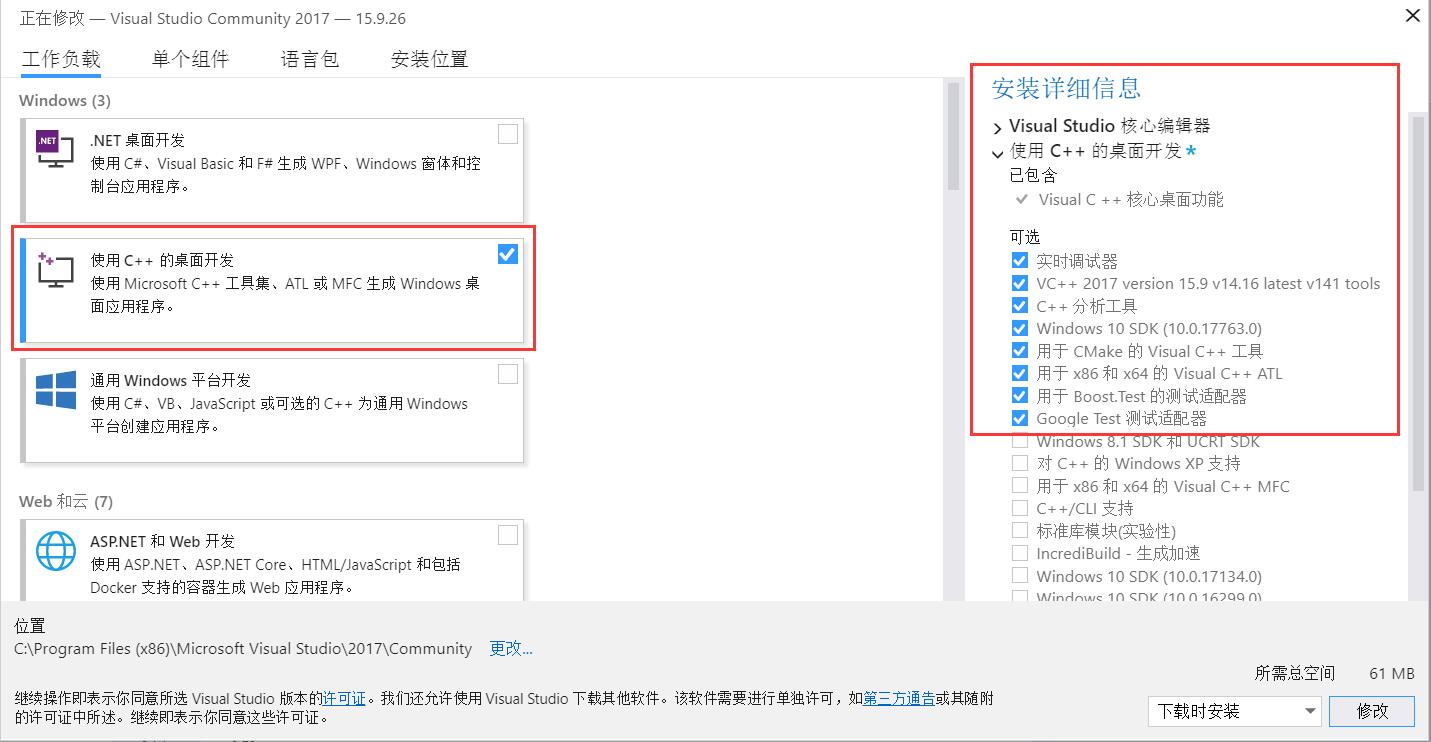 正在修改 — Visual Studio Community 2017 — 15.9.26
工作负载 单个组件 语言包 安装位置
Windows (3)
.NET
.NET 桌面开发
使用 C#、Visual Basic 和 F# 生成 WPF、Windows 窗体和控
制台应用程序。
使用 C++ 的桌面开发
使用 Microsoft C++ 工具集、ATL 或 MFC 生成 Windows 桌
面应用程序。
通用 Windows 平台开发
使用 C#、VB、JavaScript 或可选的 C++ 为通用 Windows
平台创建应用程序。
Web 和云 (7)
ASP.NET 和 Web 开发
使用 ASP.NET、ASP.NET Core、HTML/JavaScript 和包括
Docker 支持的容器生成 Web 应用程序。
安装详细信息
Visual Studio 核心编辑器
使用 C++ 的桌面开发 *
已包含
Visual C ++ 核心桌面功能
可选
实时调试器
VC++ 2017 version 15.9 v14.16 latest v141 tools
C++ 分析工具
Windows 10 SDK (10.0.17763.0)
用于 CMake 的 Visual C++ 工具
用于 x86 和 x64 的 Visual C++ ATL
用于 Boost.Test 的测试适配器
Google Test 测试适配器
Windows 8.1 SDK 和 UCRT SDK
对 C++ 的 Windows XP 支持
用于 x86 和 x64 的 Visual C++ MFC
C++/CLI 支持
标准库模块(实验性)
IncrediBuild - 生成加速
Windows 10 SDK (10.0.17134.0)
Windows 10 SDK (10.0.16299.0)
位置
C:\Program Files (x86)\Microsoft Visual Studio\2017\Community 更改...
所需总空间 61 MB
继续操作即表示你同意所选 Visual Studio 版本的许可证。我们还允许使用 Visual Studio 下载其他软件。该软件需要进行单独许可，如第三方通告或其随附
的许可证中所述。继续即表示你同意这些许可证。
下载时安装 修改